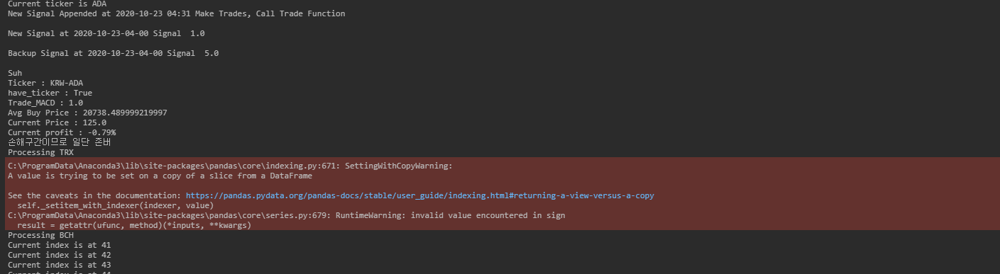 Current ticker is ADA
New Signal Appended at 2020-10-23 04:31 Make Trades, Call Trade Function
New Signal at 2020-10-23-04-00 Signal  1.0
Backup Signal at 2020-10-23-04-00 Signal  5.0
Suh
Ticker : KRW-ADA
have_ticker : True
Trade_MACD : 1.0
Avg Buy Price : 20738.489999219997
Current Price : 125.0
Current profit : -0.79%
손해구간이므로 일단 존버
Processing TRX
C:\ProgramData\Anaconda3\lib\site-packages\pandas\core\indexing.py:671: SettingWithCopyWarning:
A value is trying to be set on a copy of a slice from a DataFrame
See the caveats in the documentation: https://pandas.pydata.org/pandas-docs/stable/user_guide/indexing.html#returning-a-view-versus-a-copy
  self._setitem_with_indexer(indexer, value)
C:\ProgramData\Anaconda3\lib\site-packages\pandas\core\series.py:679: RuntimeWarning: invalid value encountered in sign
  result = getattr(ufunc, method)(*inputs, **kwargs)
Processing BCH
Current index is at 41
Current index is at 42
Current index is at 43
Current index is at 44